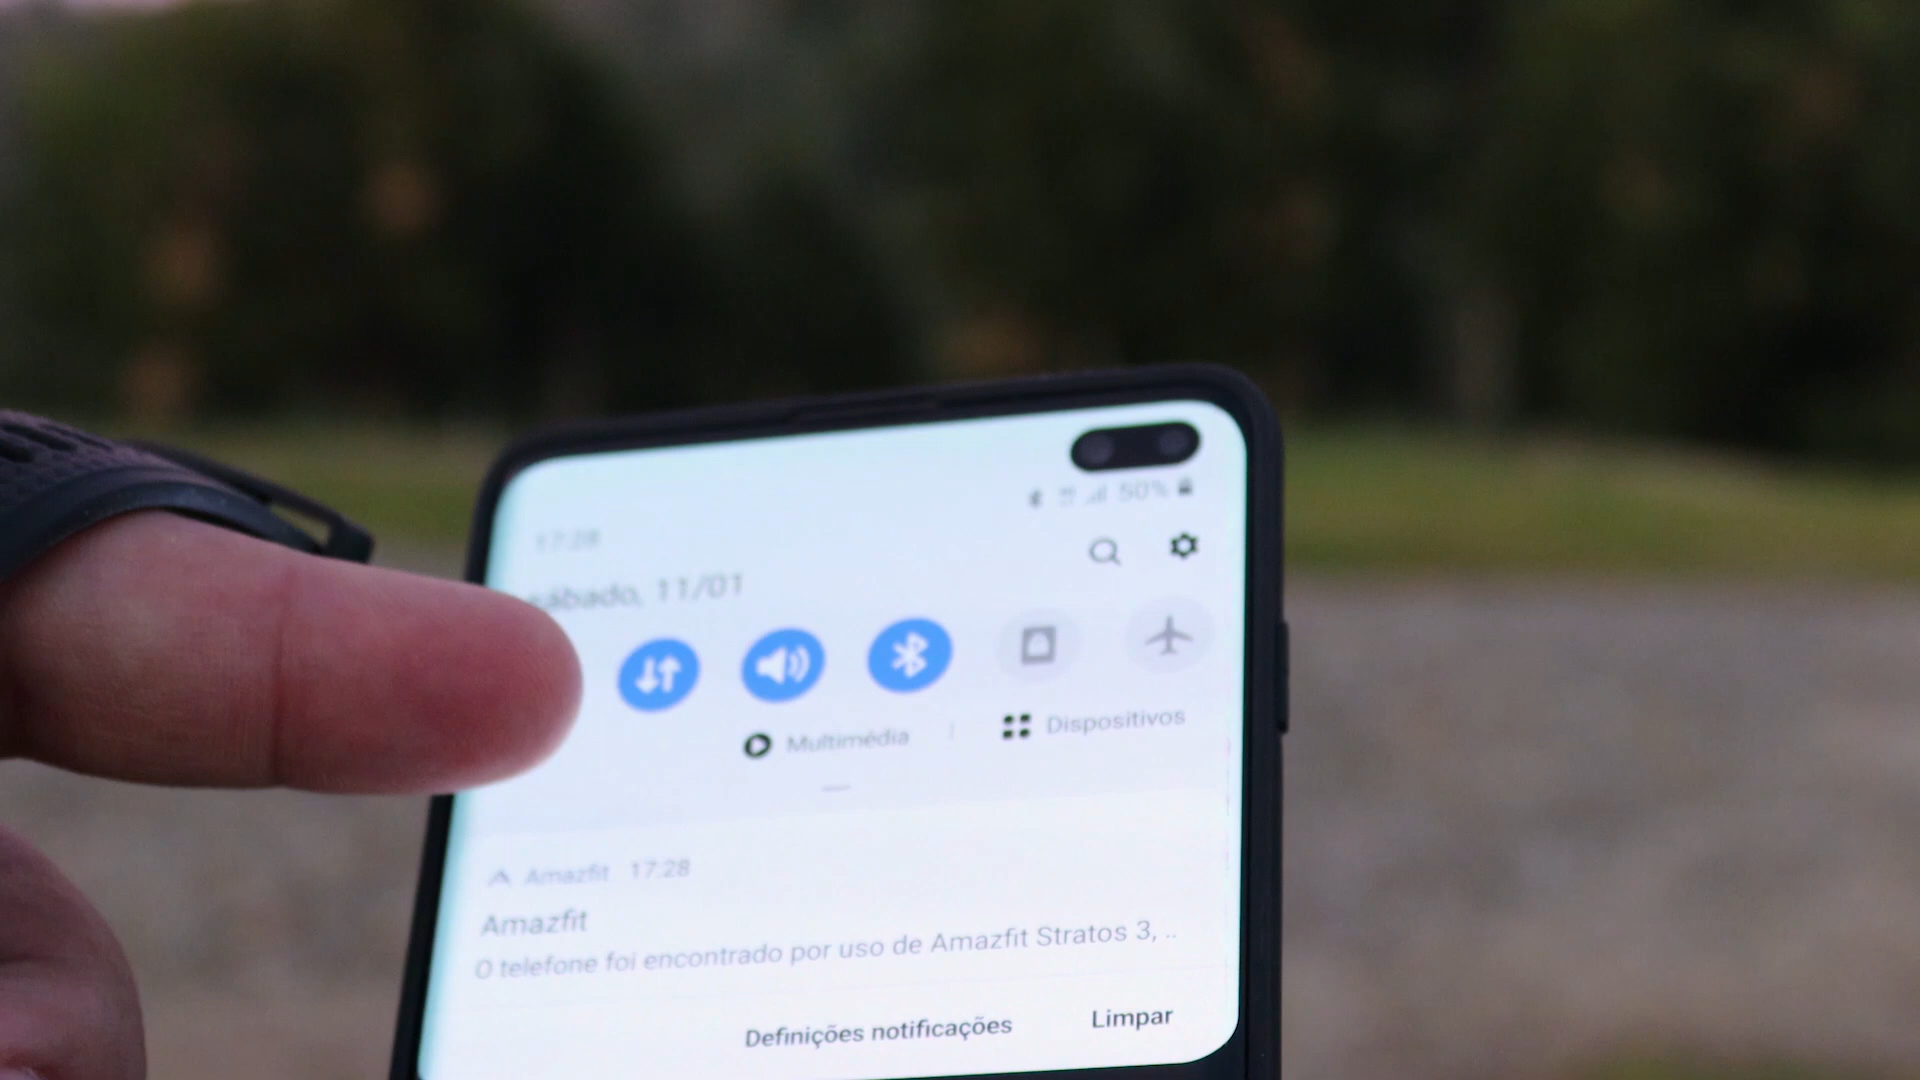 50%
17:28
sábado, 11/01
Multimédia | Dispositivos
Amazfit 17:28
Amazfit
O telefone foi encontrado por uso de Amazfit Stratos 3, ..
Definições notificações Limpar